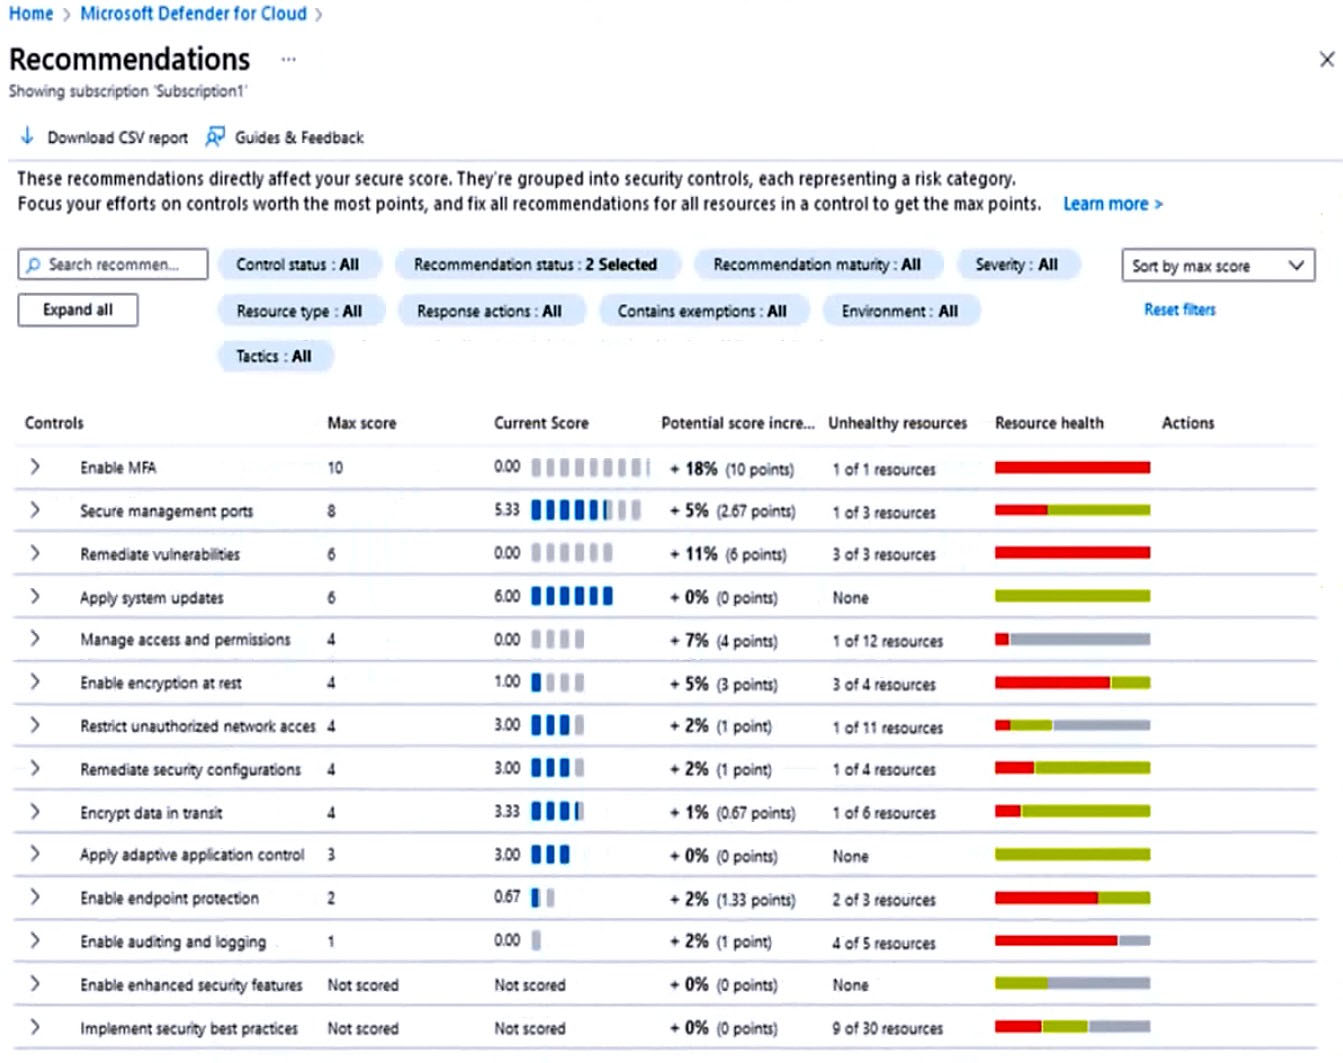 Home > Microsoft Defender for Cloud >
Recommendations ...
Showing subscription 'Subscription1'
Download CSV report Guides & Feedback
These recommendations directly affect your secure score. They're grouped into security controls, each representing a risk category.
Focus your efforts on controls worth the most points, and fix all recommendations for all resources in a control to get the max points. Learn more >
Search recommen... Control status : All Recommendation status : 2 Selected Recommendation maturity : All Severity : All Sort by max score
Expand all Resource type : All Response actions : All Contains exemptions : All Environment : All Reset filters
Tactics : All
Controls Max score Current Score Potential score incre... Unhealthy resources Resource health Actions
Enable MFA 10 0.00 + 18% (10 points) 1 of 1 resources
Secure management ports 8 5.33 + 5% (2.67 points) 1 of 3 resources
Remediate vulnerabilities 6 0.00 + 11% (6 points) 3 of 3 resources
Apply system updates 6 6.00 + 0% (0 points) None
Manage access and permissions 4 0.00 + 7% (4 points) 1 of 12 resources
Enable encryption at rest 4 1.00 + 5% (3 points) 3 of 4 resources
Restrict unauthorized network acces 4 3.00 + 2% (1 point) 1 of 11 resources
Remediate security configurations 4 3.00 + 2% (1 point) 1 of 4 resources
Encrypt data in transit 4 3.33 + 1% (0.67 points) 1 of 6 resources
Apply adaptive application control 3 3.00 + 0% (0 points) None
Enable endpoint protection 2 0.67 + 2% (1.33 points) 2 of 3 resources
Enable auditing and logging 1 0.00 + 2% (1 point) 4 of 5 resources
Enable enhanced security features Not scored Not scored + 0% (0 points) None
Implement security best practices Not scored Not scored + 0% (0 points) 9 of 30 resources